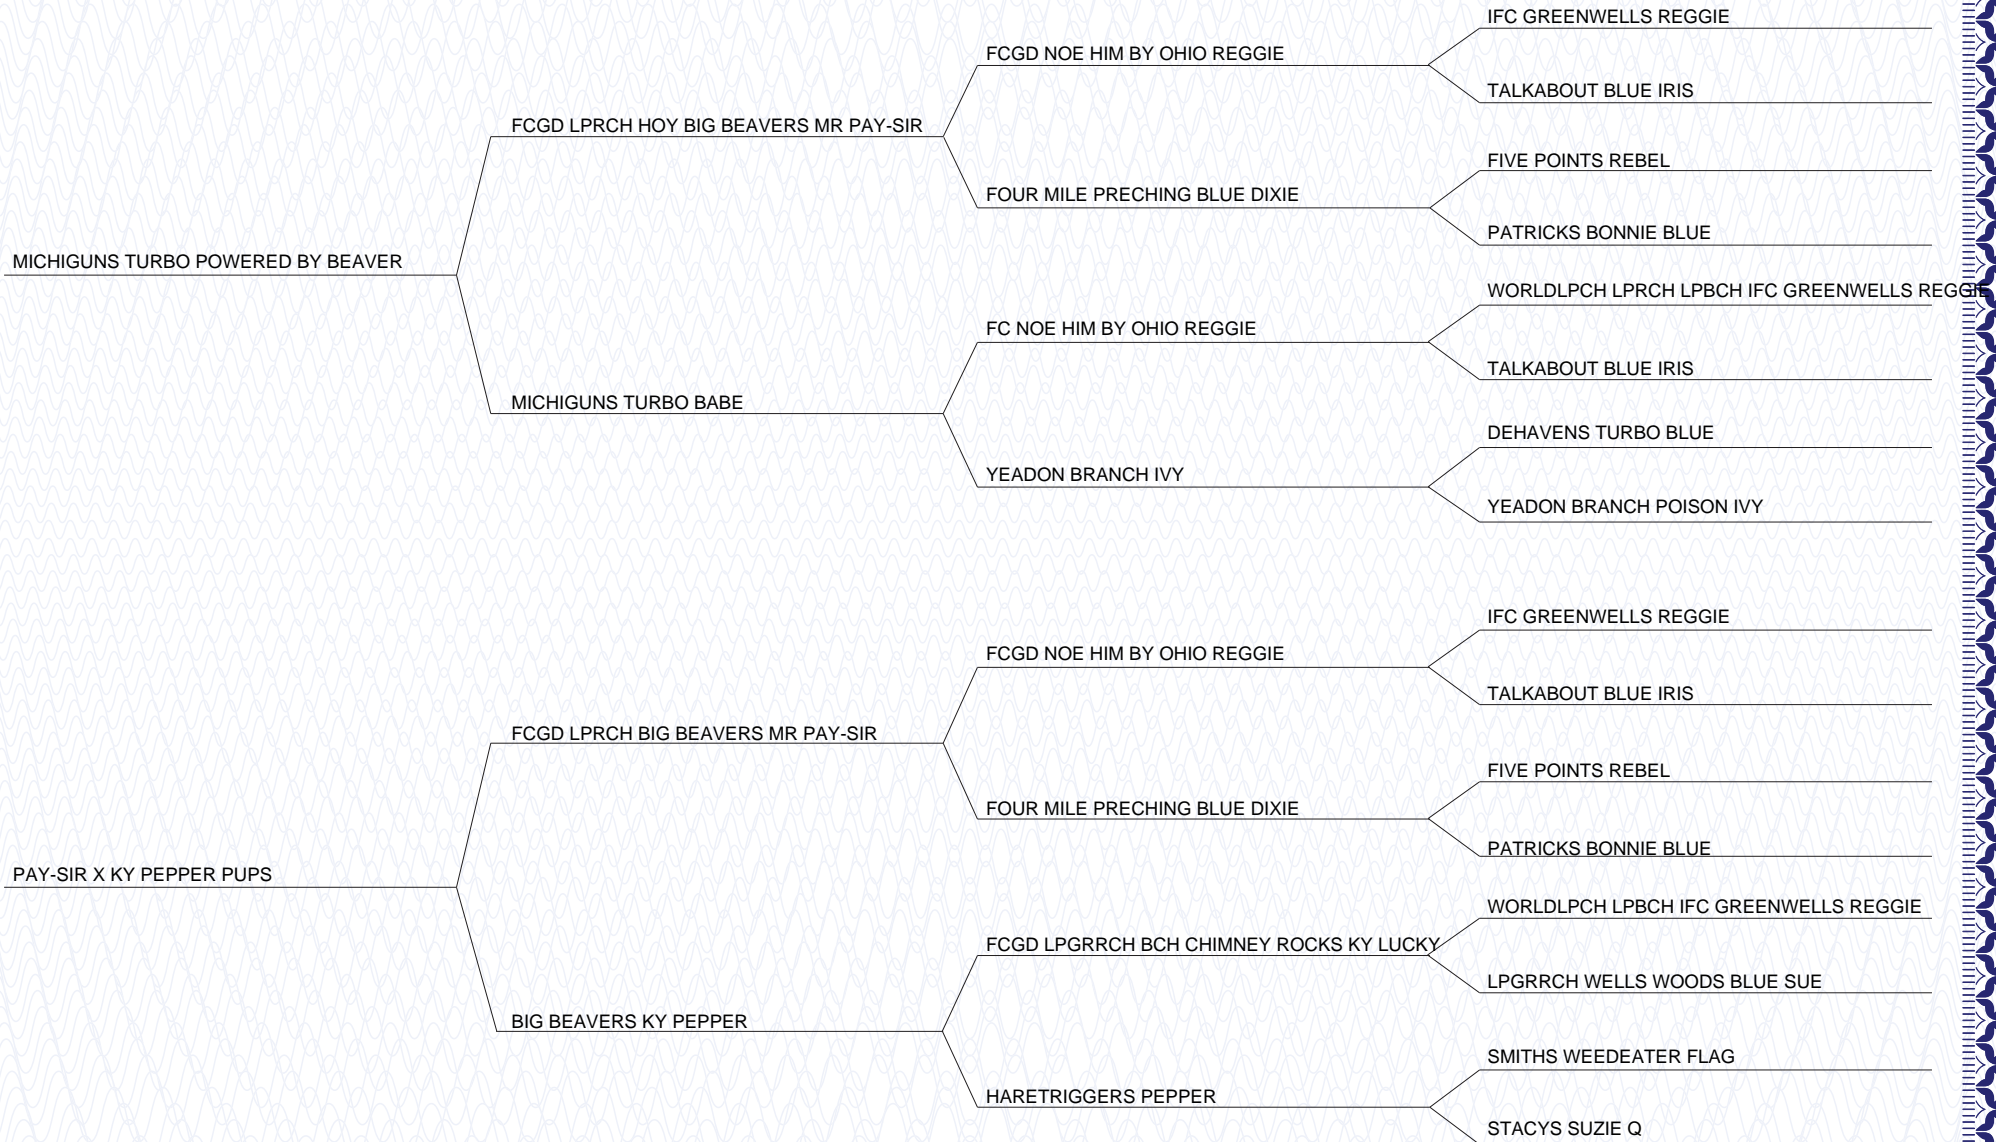 IFC GREENWELLS REGGIE
FCGD NOE HIM BY OHIO REGGIE
TALKABOUT BLUE IRIS
FCGD LPRCH HOY BIG BEAVERS MR PAY-SIR
FIVE POINTS REBEL
FOUR MILE PRECHING BLUE DIXIE
PATRICKS BONNIE BLUE
MICHIGUNS TURBO POWERED BY BEAVER
WORLDLPCH LPRCH LPBCH IFC GREENWELLS REGGIE
FC NOE HIM BY OHIO REGGIE
TALKABOUT BLUE IRIS
MICHIGUNS TURBO BABE
DEHAVENS TURBO BLUE
YEADON BRANCH IVY
YEADON BRANCH POISON IVY
IFC GREENWELLS REGGIE
FCGD NOE HIM BY OHIO REGGIE
TALKABOUT BLUE IRIS
FCGD LPRCH BIG BEAVERS MR PAY-SIR
FIVE POINTS REBEL
FOUR MILE PRECHING BLUE DIXIE
PATRICKS BONNIE BLUE
PAY-SIR X KY PEPPER PUPS
WORLDLPCH LPBCH IFC GREENWELLS REGGIE
FCGD LPGRRCH BCH CHIMNEY ROCKS KY LUCKY
LPGRRCH WELLS WOODS BLUE SUE
BIG BEAVERS KY PEPPER
SMITHS WEEDEATER FLAG
HARETRIGGERS PEPPER
STACYS SUZIE Q